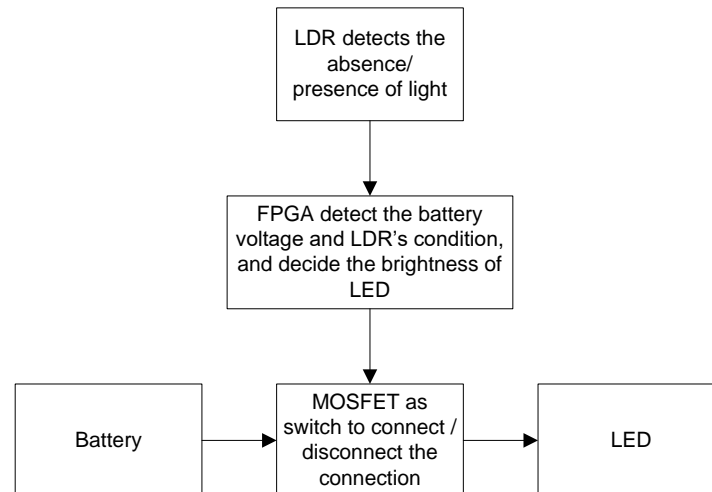 LDR detects the
absence/
presence of light
FPGA detect the battery
voltage and LDR's condition,
and decide the brightness of
LED
Battery
MOSFET as
switch to connect /
disconnect the
connection
LED